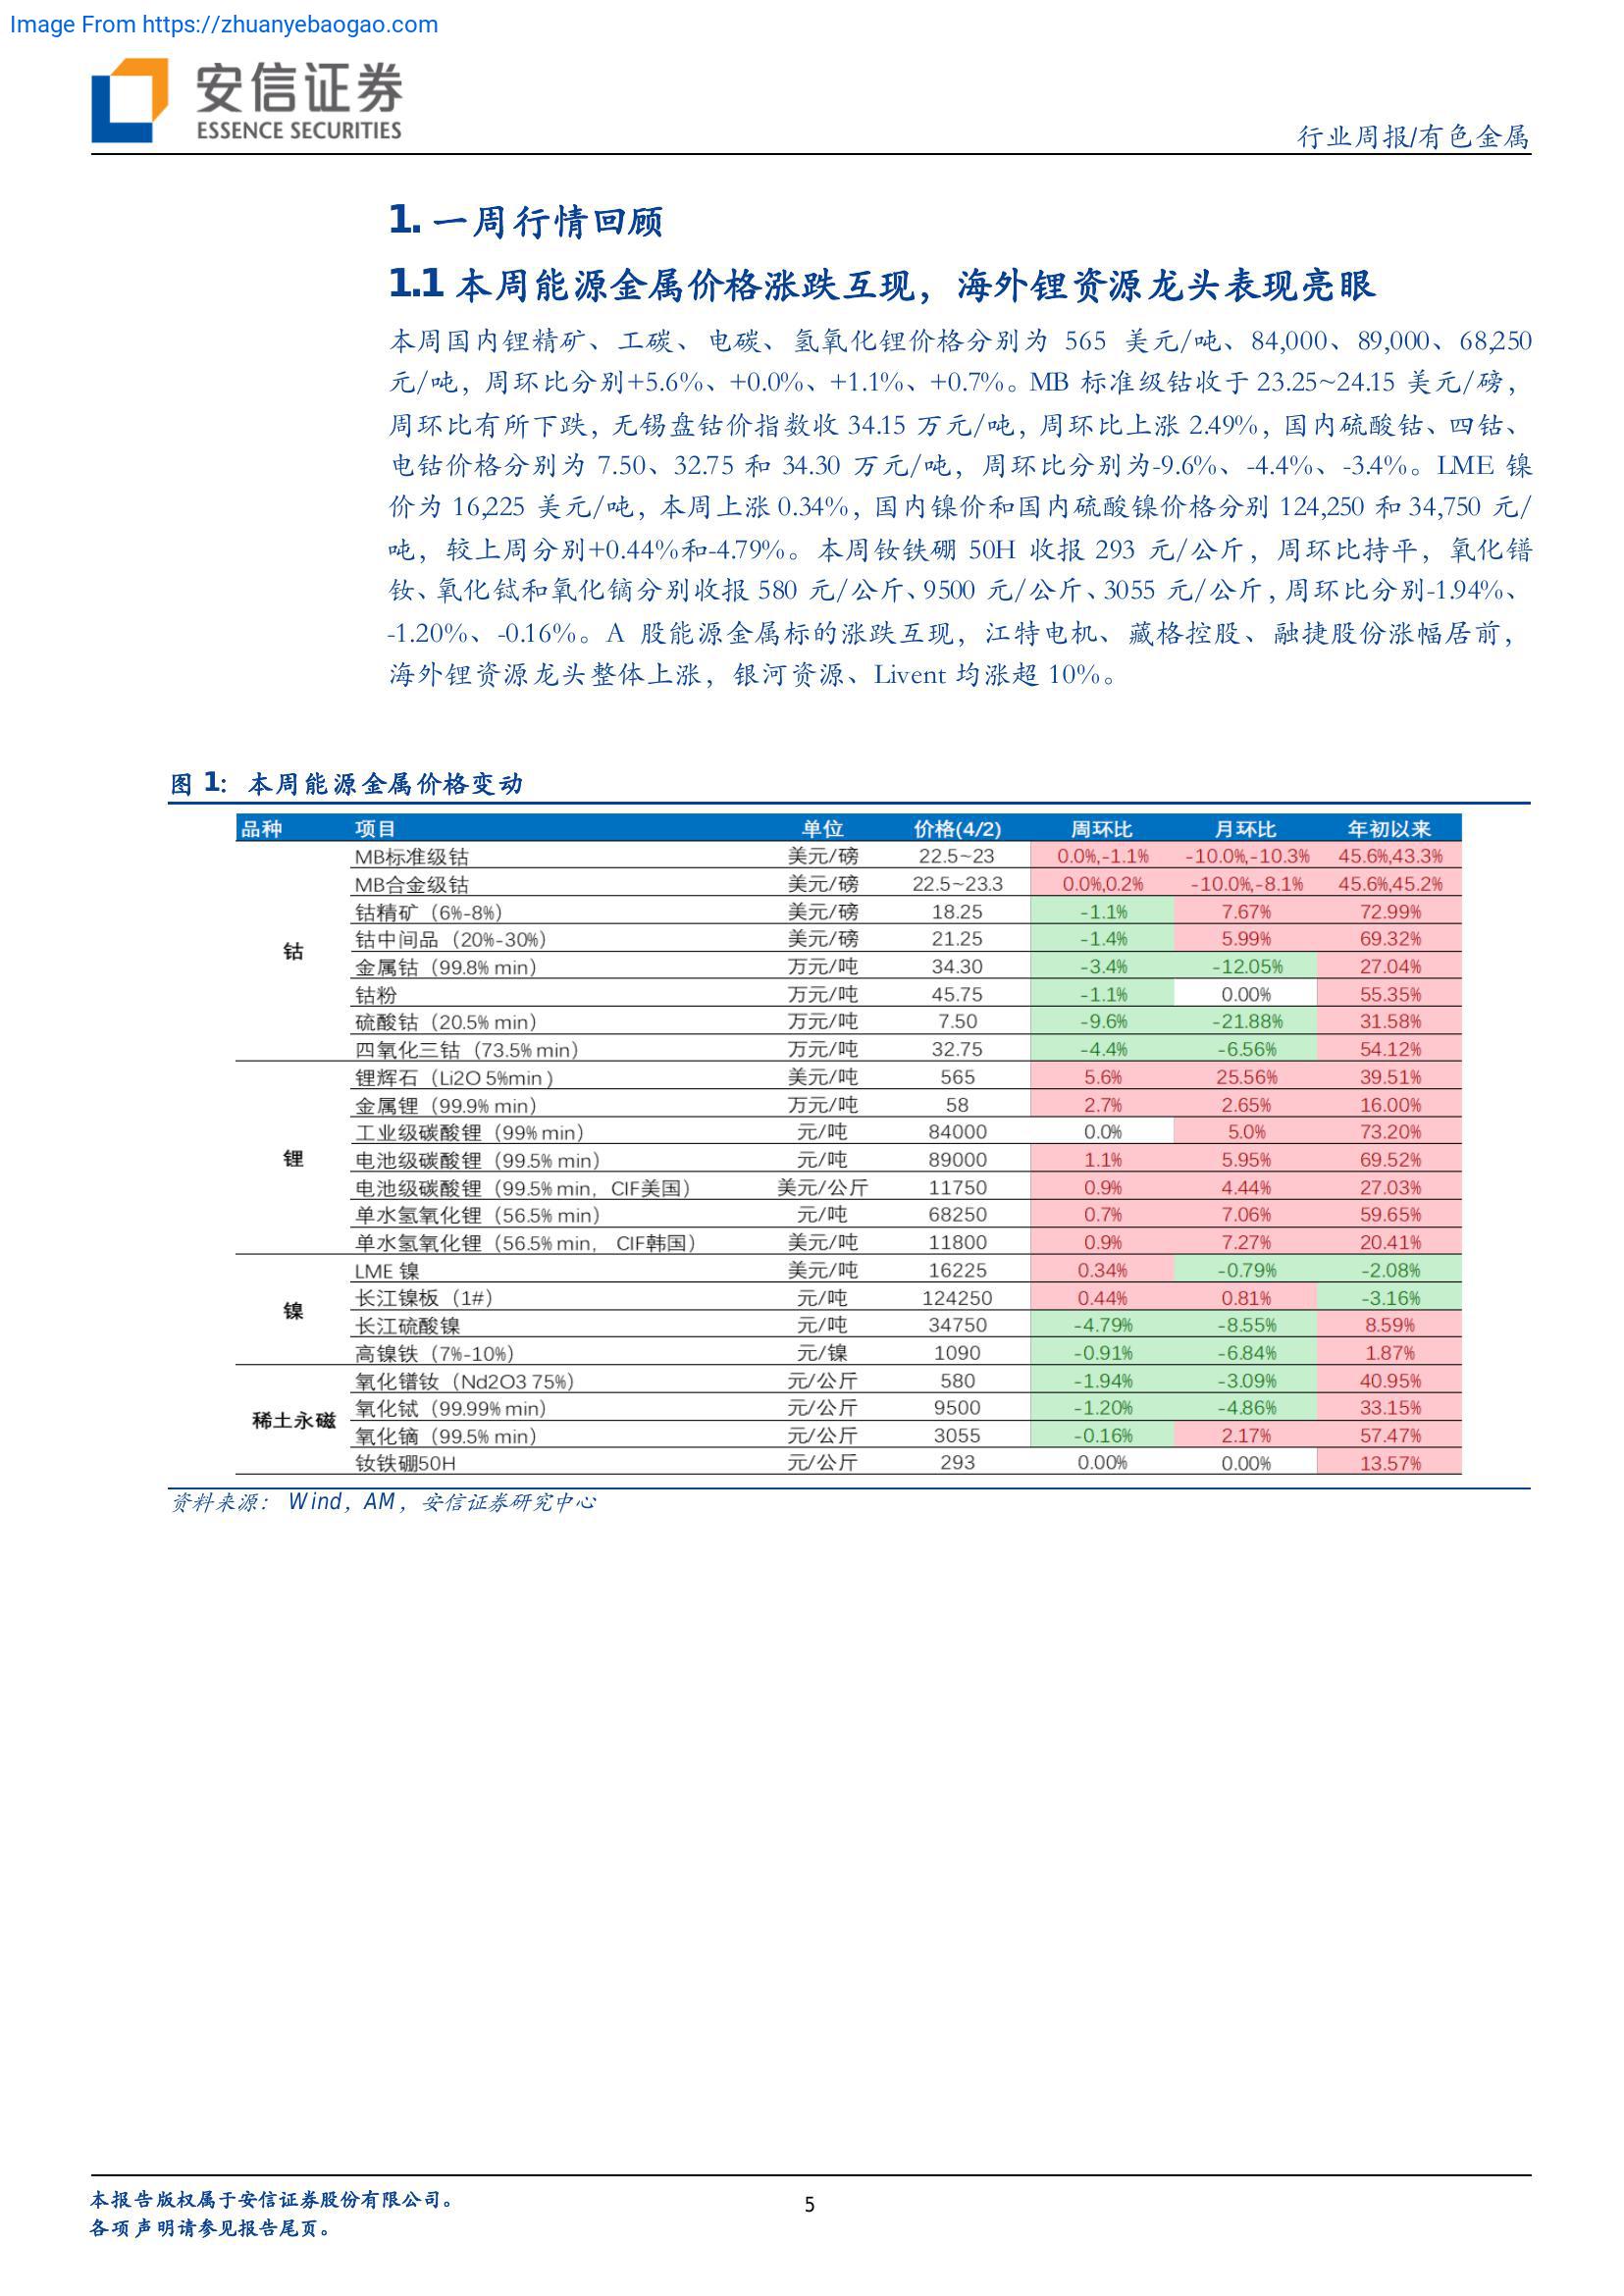 Image From https://zhuanyebaogao.com
安信证券
ESSENCE SECURITIES
行业周报/有色金属
1. 一周行情回顾
1.1 本周能源金属价格涨跌互现，海外锂资源龙头表现亮眼
本周国内锂精矿、工碳、电碳、氢氧化锂价格分别为 565 美元/吨、84,000、89,000、68,250
元/吨，周环比分别+5.6%、+0.0%、+1.1%、+0.7%。MB 标准级钴收于 23.25~24.15 美元/磅，
周环比有所下跌，无锡盘钴价指数收 34.15 万元/吨，周环比上涨 2.49%，国内硫酸钴、四钴、
电钴价格分别为 7.50、32.75 和 34.30 万元/吨，周环比分别为-9.6%、-4.4%、-3.4%。LME 镍
价为 16,225 美元/吨，本周上涨 0.34%，国内镍价和国内硫酸镍价格分别 124,250 和 34,750 元/
吨，较上周分别+0.44%和-4.79%。本周钕铁硼 50H 收报 293 元/公斤，周环比持平，氧化镨
钕、氧化铽和氧化镝分别收报 580 元/公斤、9500 元/公斤、3055 元/公斤，周环比分别-1.94%、
-1.20%、-0.16%。A 股能源金属标的涨跌互现，江特电机、藏格控股、融捷股份涨幅居前，
海外锂资源龙头整体上涨，银河资源、Livent 均涨超 10%。
图 1: 本周能源金属价格变动
品种 项目 单位 价格(4/2) 周环比 月环比 年初以来
MB标准级钴 美元/磅 22.5~23 0.0%,-1.1% -10.0%,-10.3% 45.6%,43.3%
MB合金级钴 美元/磅 22.5~23.3 0.0%,0.2% -10.0%,-8.1% 45.6%,45.2%
钴精矿（6%-8%） 美元/磅 18.25 -1.1% 7.67% 72.99%
钴中间品（20%-30%） 美元/磅 21.25 -1.4% 5.99% 69.32%
钴
金属钴（99.8% min） 万元/吨 34.30 -3.4% -12.05% 27.04%
钴粉 万元/吨 45.75 -1.1% 0.00% 55.35%
硫酸钴（20.5% min） 万元/吨 7.50 -9.6% -21.88% 31.58%
四氧化三钴（73.5% min） 万元/吨 32.75 -4.4% -6.56% 54.12%
锂辉石（Li2O 5%min） 美元/吨 565 5.6% 25.56% 39.51%
金属锂（99.9% min） 万元/吨 58 2.7% 2.65% 16.00%
工业级碳酸锂（99% min） 元/吨 84000 0.0% 5.0% 73.20%
锂 电池级碳酸锂（99.5% min） 元/吨 89000 1.1% 5.95% 69.52%
电池级碳酸锂（99.5% min，CIF美国） 美元/公斤 11750 0.9% 4.44% 27.03%
单水氢氧化锂（56.5% min） 元/吨 68250 0.7% 7.06% 59.65%
单水氢氧化锂（56.5% min， CIF韩国） 美元/吨 11800 0.9% 7.27% 20.41%
LME 镍 美元/吨 16225 0.34% -0.79% -2.08%
长江镍板（1#） 元/吨 124250 0.44% 0.81% -3.16%
镍
长江硫酸镍 元/吨 34750 -4.79% -8.55% 8.59%
高镍铁（7%-10%） 元/镍 1090 -0.91% -6.84% 1.87%
氧化镨钕（Nd2O3 75%） 元/公斤 580 -1.94% -3.09% 40.95%
稀土永磁 氧化铽（99.99% min） 元/公斤 9500 -1.20% -4.86% 33.15%
氧化镝（99.5% min） 元/公斤 3055 -0.16% 2.17% 57.47%
钕铁硼50H 元/公斤 293 0.00% 0.00% 13.57%
资料来源： Wind，AM，安信证券研究中心
本报告版权属于安信证券股份有限公司。
各项声明请参见报告尾页。
5